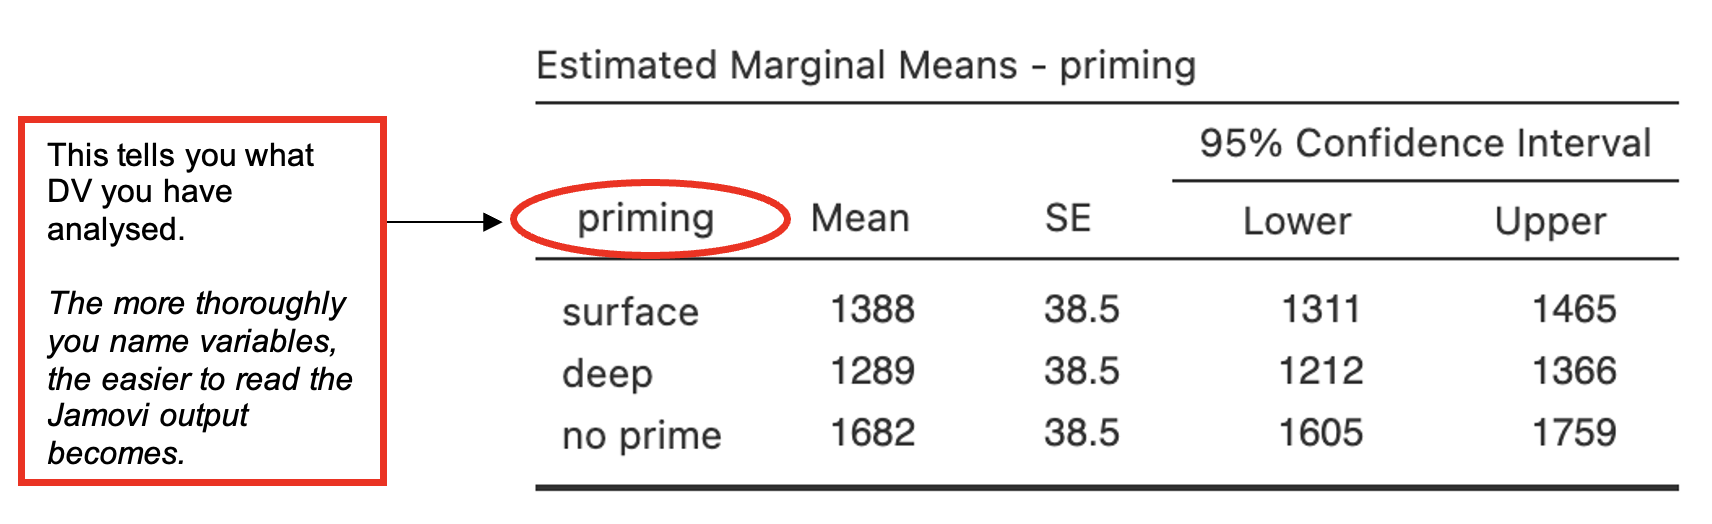 This tells you what
DV you have
analysed.
The more thoroughly
you name variables,
the easier to read the
Jamovi output
becomes.
Estimated Marginal Means - priming
95% Confidence Interval
priming Mean SE Lower Upper
surface 1388 38.5 1311 1465
deep 1289 38.5 1212 1366
no prime 1682 38.5 1605 1759